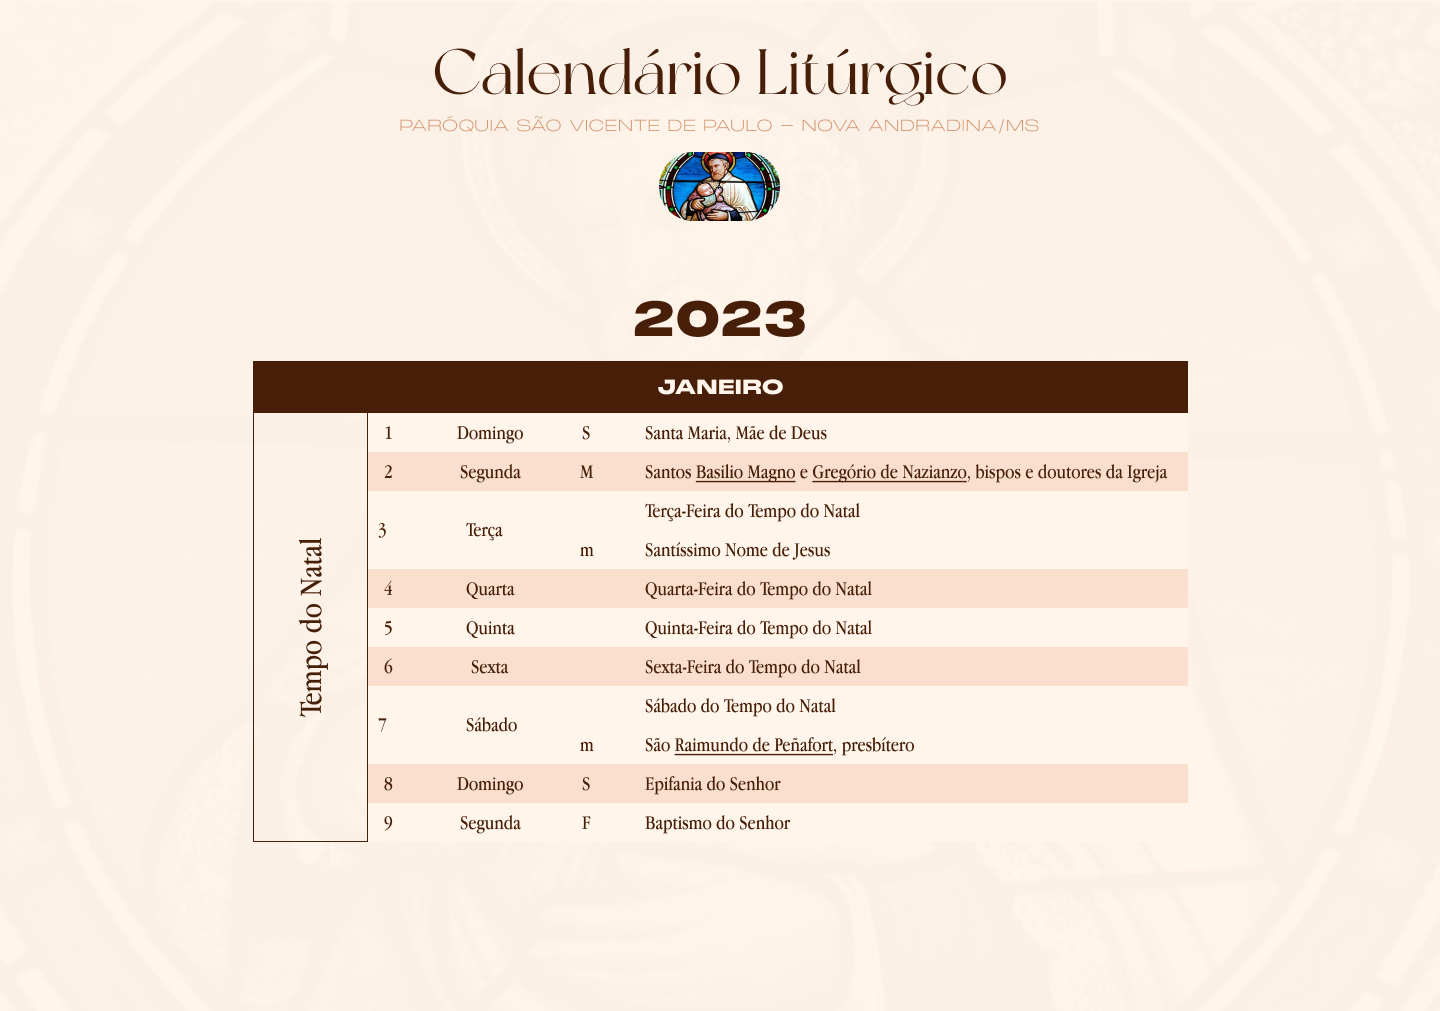 Calendário Litúrgico
PARÓQUIA SÃO VICENTE DE PAULO – NOVA ANDRADINA/MS
2023
JANEIRO
Tempo do Natal
1 Domingo S Santa Maria, Mãe de Deus
2 Segunda M Santos Basilio Magno e Gregório de Nazianzo, bispos e doutores da Igreja
3 Terça Terça-Feira do Tempo do Natal
m Santíssimo Nome de Jesus
4 Quarta Quarta-Feira do Tempo do Natal
5 Quinta Quinta-Feira do Tempo do Natal
6 Sexta Sexta-Feira do Tempo do Natal
7 Sábado Sábado do Tempo do Natal
m São Raimundo de Peñafort, presbítero
8 Domingo S Epifania do Senhor
9 Segunda F Baptismo do Senhor